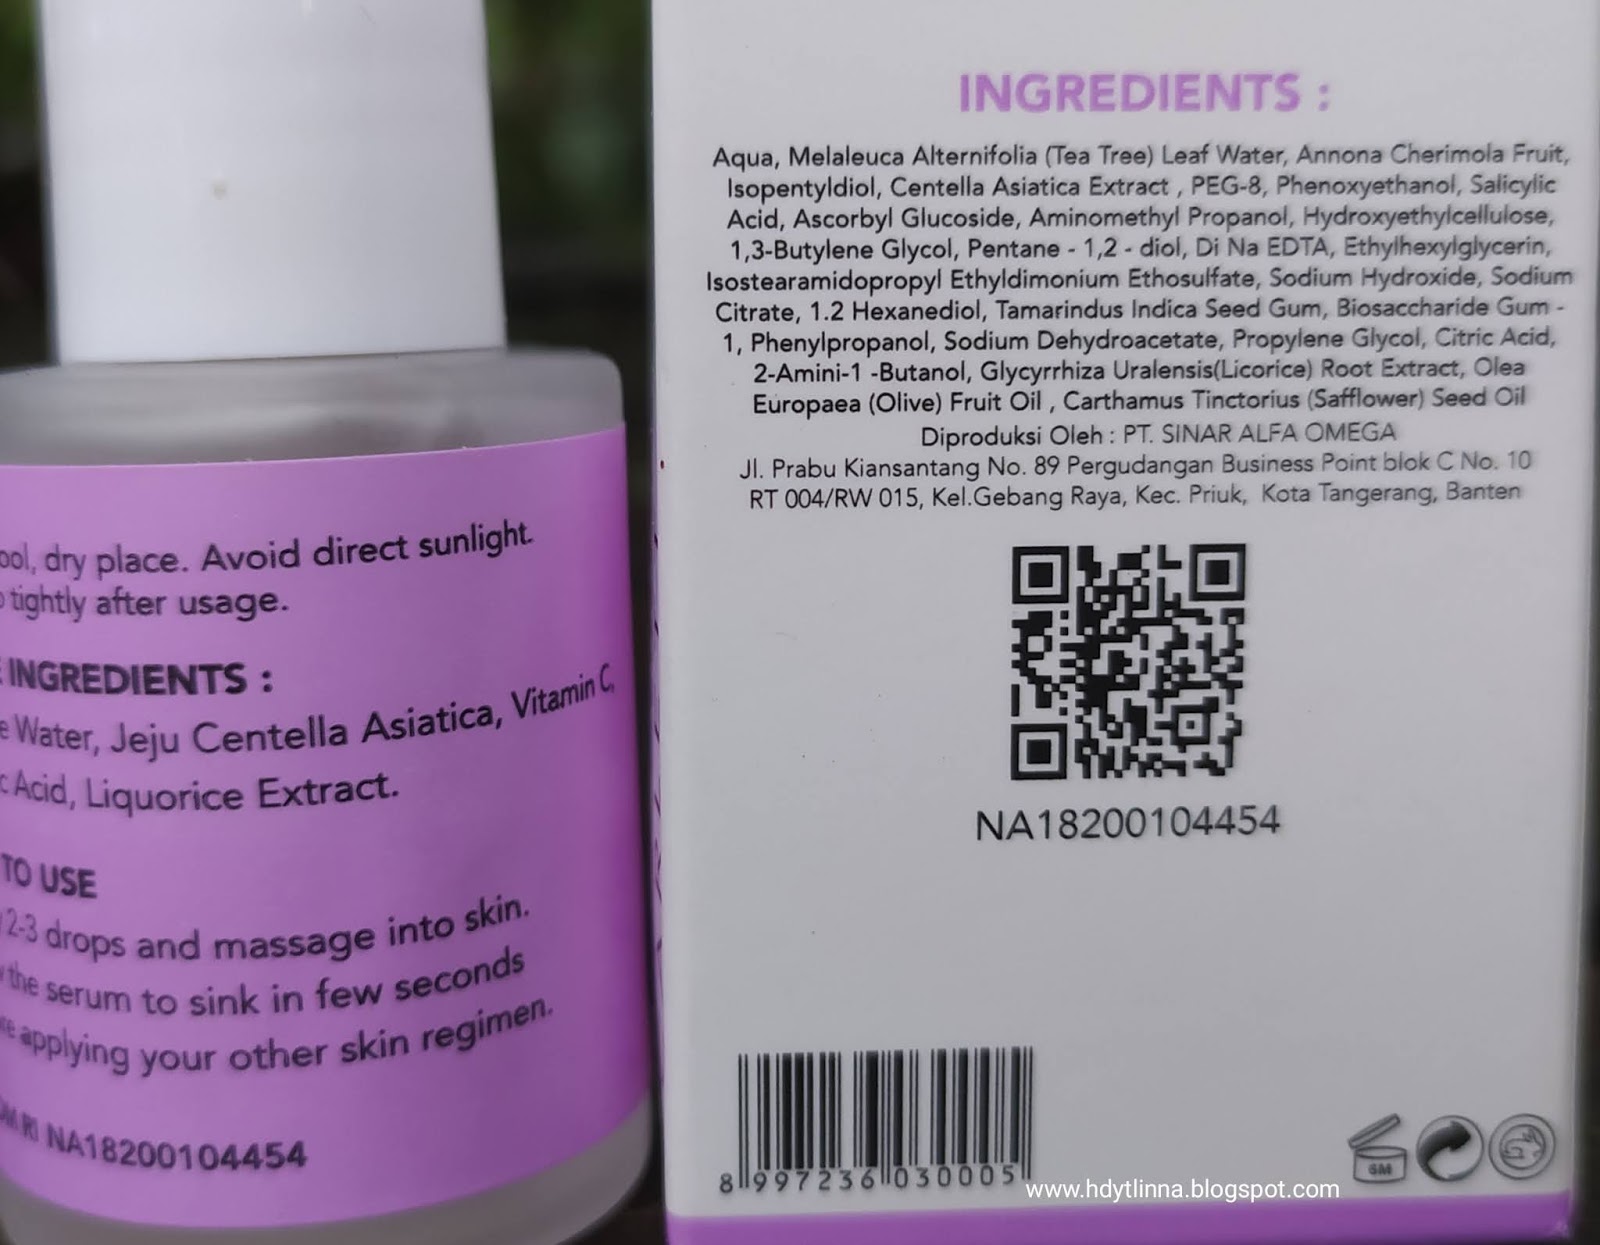 ool, dry place. Avoid direct sunlight.
tightly after usage.
INGREDIENTS :
e Water, Jeju Centella Asiatica, Vitamin C,
c Acid, Liquorice Extract.
TO USE
2-3 drops and massage into skin.
the serum to sink in few seconds
applying your other skin regimen.
RI NA18200104454
INGREDIENTS :
Aqua, Melaleuca Alternifolia (Tea Tree) Leaf Water, Annona Cherimola Fruit,
Isopentyldiol, Centella Asiatica Extract , PEG-8, Phenoxyethanol, Salicylic
Acid, Ascorbyl Glucoside, Aminomethyl Propanol, Hydroxyethylcellulose,
1,3-Butylene Glycol, Pentane - 1,2 - diol, Di Na EDTA, Ethylhexylglycerin,
Isostearamidopropyl Ethyldimonium Ethosulfate, Sodium Hydroxide, Sodium
Citrate, 1.2 Hexanediol, Tamarindus Indica Seed Gum, Biosaccharide Gum -
1, Phenylpropanol, Sodium Dehydroacetate, Propylene Glycol, Citric Acid,
2-Amini-1 -Butanol, Glycyrrhiza Uralensis(Licorice) Root Extract, Olea
Europaea (Olive) Fruit Oil , Carthamus Tinctorius (Safflower) Seed Oil
Diproduksi Oleh : PT. SINAR ALFA OMEGA
Jl. Prabu Kiansantang No. 89 Pergudangan Business Point blok C No. 10
RT 004/RW 015, Kel.Gebang Raya, Kec. Priuk, Kota Tangerang, Banten
NA18200104454
8 997236 030005
6M
www.hdytlinna.blogspot.com